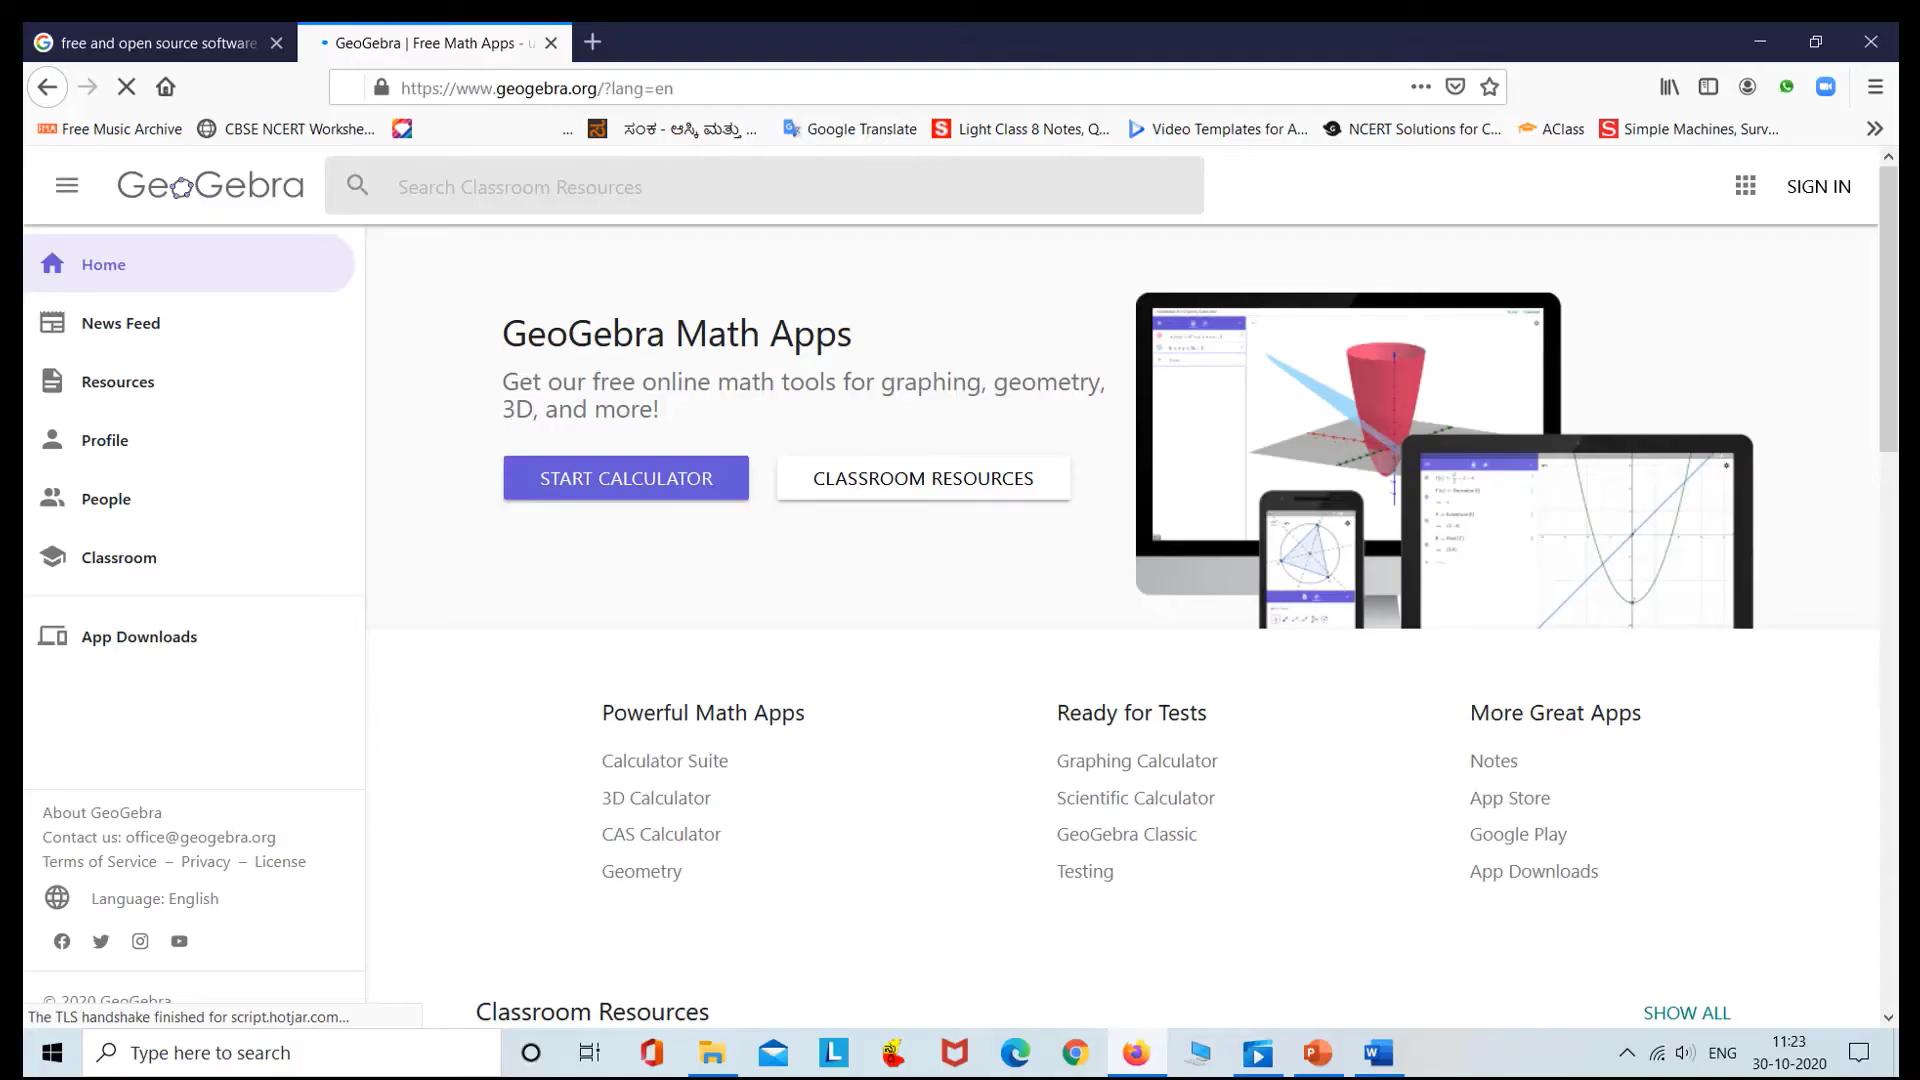 free and open source software
GeoGebra | Free Math Apps - u
https://www.geogebra.org/?lang=en
Free Music Archive
CBSE NCERT Workshe...
...
ಸಂಕ - ಆಸ್ಕಿ ಮತ್ತು ...
Google Translate
Light Class 8 Notes, Q...
Video Templates for A...
NCERT Solutions for C...
AClass
Simple Machines, Surv...
GeoGebra
Search Classroom Resources
SIGN IN
Home
News Feed
Resources
Profile
People
Classroom
App Downloads
GeoGebra Math Apps
Get our free online math tools for graphing, geometry,
3D, and more!
START CALCULATOR
CLASSROOM RESOURCES
Powerful Math Apps
Calculator Suite
3D Calculator
CAS Calculator
Geometry
Ready for Tests
Graphing Calculator
Scientific Calculator
GeoGebra Classic
Testing
More Great Apps
Notes
App Store
Google Play
App Downloads
About GeoGebra
Contact us: office@geogebra.org
Terms of Service – Privacy – License
Language: English
© 2020 GeoGebra
The TLS handshake finished for script.hotjar.com...
Classroom Resources
SHOW ALL
Type here to search
ENG
11:23
30-10-2020